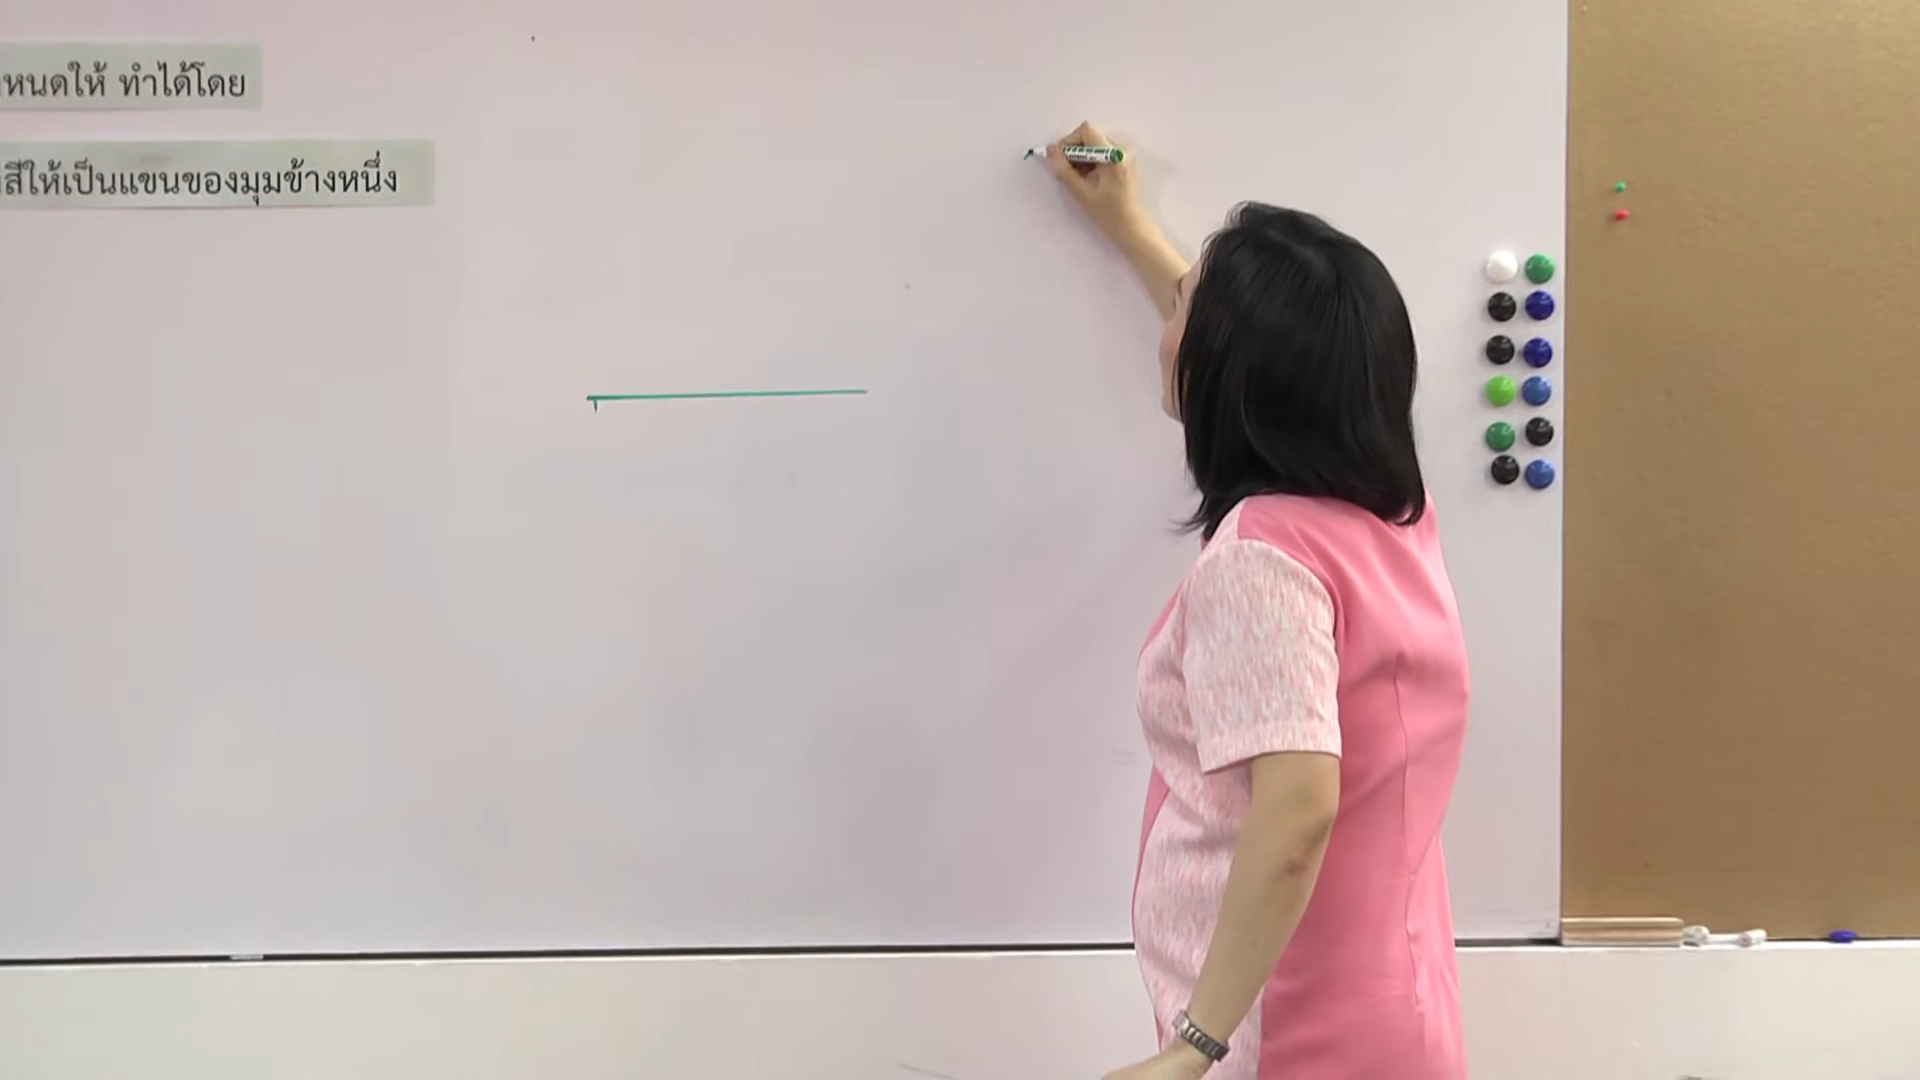 หนดให้ ทำได้โดย
สีให้เป็นแขนของมุมข้างหนึ่ง